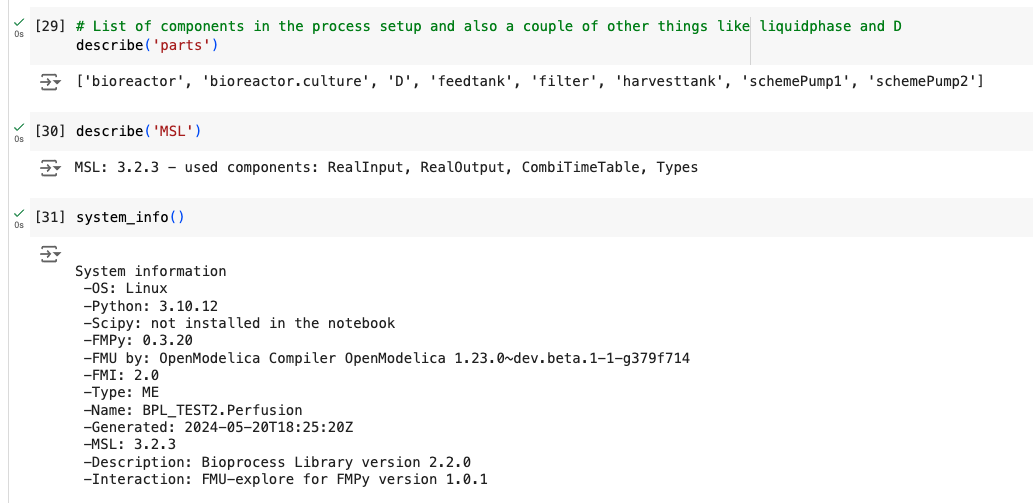 [29] # List of components in the process setup and also a couple of other things like liquidphase and D
0s
describe('parts')
['bioreactor', 'bioreactor.culture', 'D', 'feedtank', 'filter', 'harvesttank', 'schemePump1', 'schemePump2']
[30] describe('MSL')
0s
MSL: 3.2.3 – used components: RealInput, RealOutput, CombiTimeTable, Types
[31] system_info()
0s
System information
-OS: Linux
-Python: 3.10.12
-Scipy: not installed in the notebook
-FMPy: 0.3.20
-FMU by: OpenModelica Compiler OpenModelica 1.23.0~dev.beta.1-1-g379f714
-FMI: 2.0
-Type: ME
-Name: BPL_TEST2.Perfusion
-Generated: 2024-05-20T18:25:20Z
-MSL: 3.2.3
-Description: Bioprocess Library version 2.2.0
-Interaction: FMU-explore for FMPy version 1.0.1